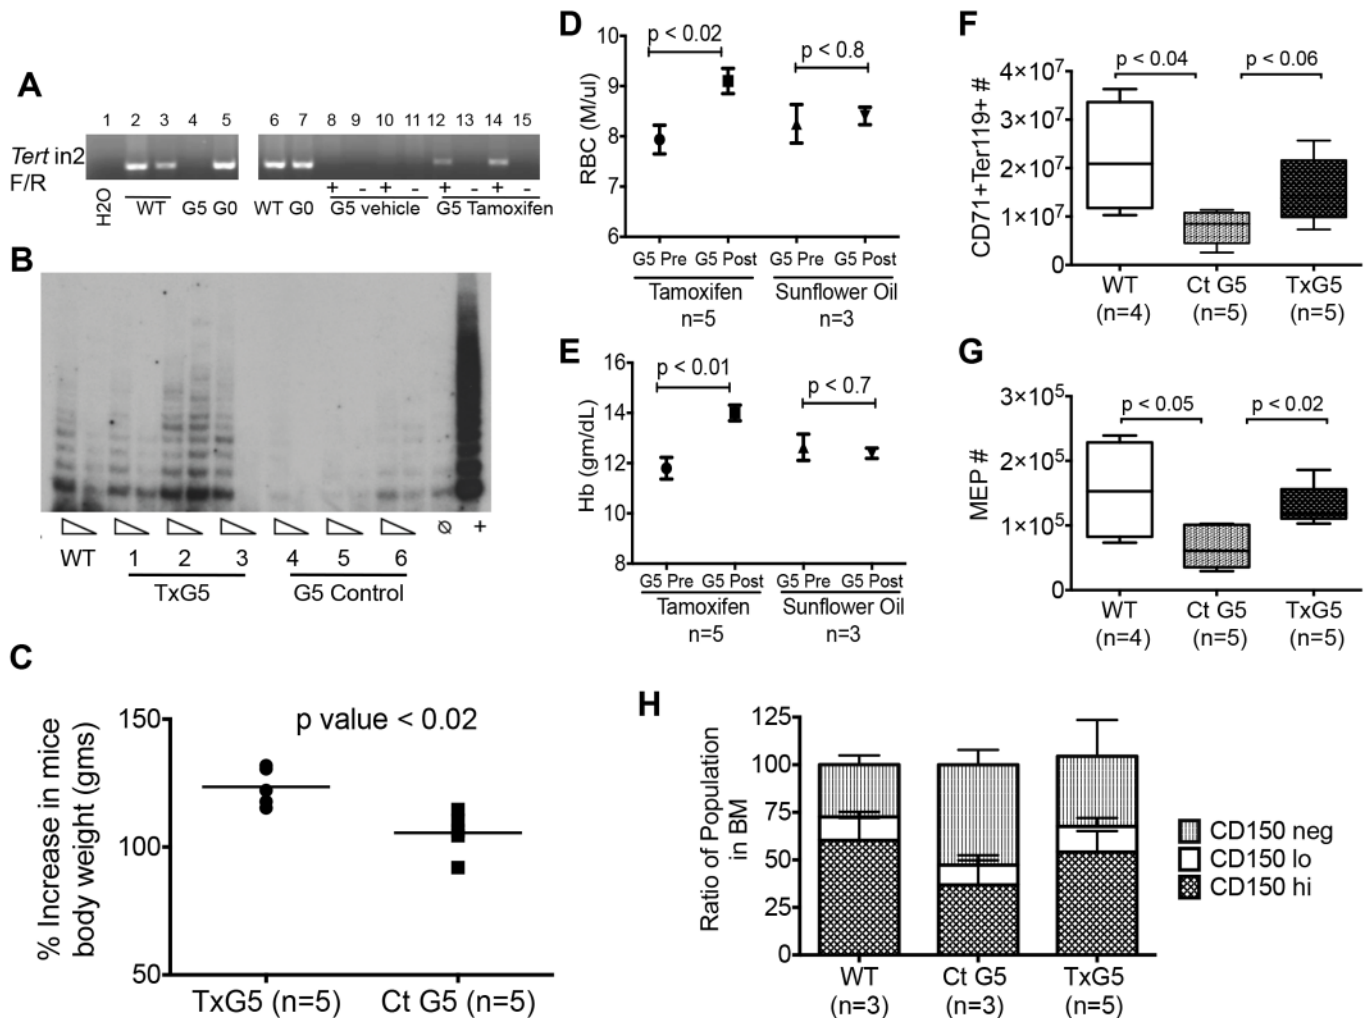 A
1 2 3 4 5 6 7 8 9 10 11 12 13 14 15
Tert in2
F/R
+ - + - + - + -
H2O WT G5 G0 WT G0 G5 vehicle G5 Tamoxifen
B
ø +
WT 1 2 3 4 5 6
TxG5 G5 Control
C
% Increase in mice
body weight (gms)
150
100
50
p value < 0.02
TxG5 (n=5) Ct G5 (n=5)
D
RBC (M/ul)
10
9
8
7
6
p < 0.02
p < 0.8
G5 Pre G5 Post G5 Pre G5 Post
Tamoxifen Sunflower Oil
n=5 n=3
E
Hb (gm/dL)
16
14
12
10
8
p < 0.01
p < 0.7
G5 Pre G5 Post G5 Pre G5 Post
Tamoxifen Sunflower Oil
n=5 n=3
F
CD71+Ter119+ #
4×10⁷
3×10⁷
2×10⁷
1×10⁷
0
p < 0.04 p < 0.06
WT Ct G5 TxG5
(n=4) (n=5) (n=5)
G
MEP #
3×10⁵
2×10⁵
1×10⁵
0
p < 0.05 p < 0.02
WT Ct G5 TxG5
(n=4) (n=5) (n=5)
H
Ratio of Population
in BM
125
100
75
50
25
0
WT Ct G5 TxG5
(n=3) (n=3) (n=5)
CD150 neg
CD150 lo
CD150 hi